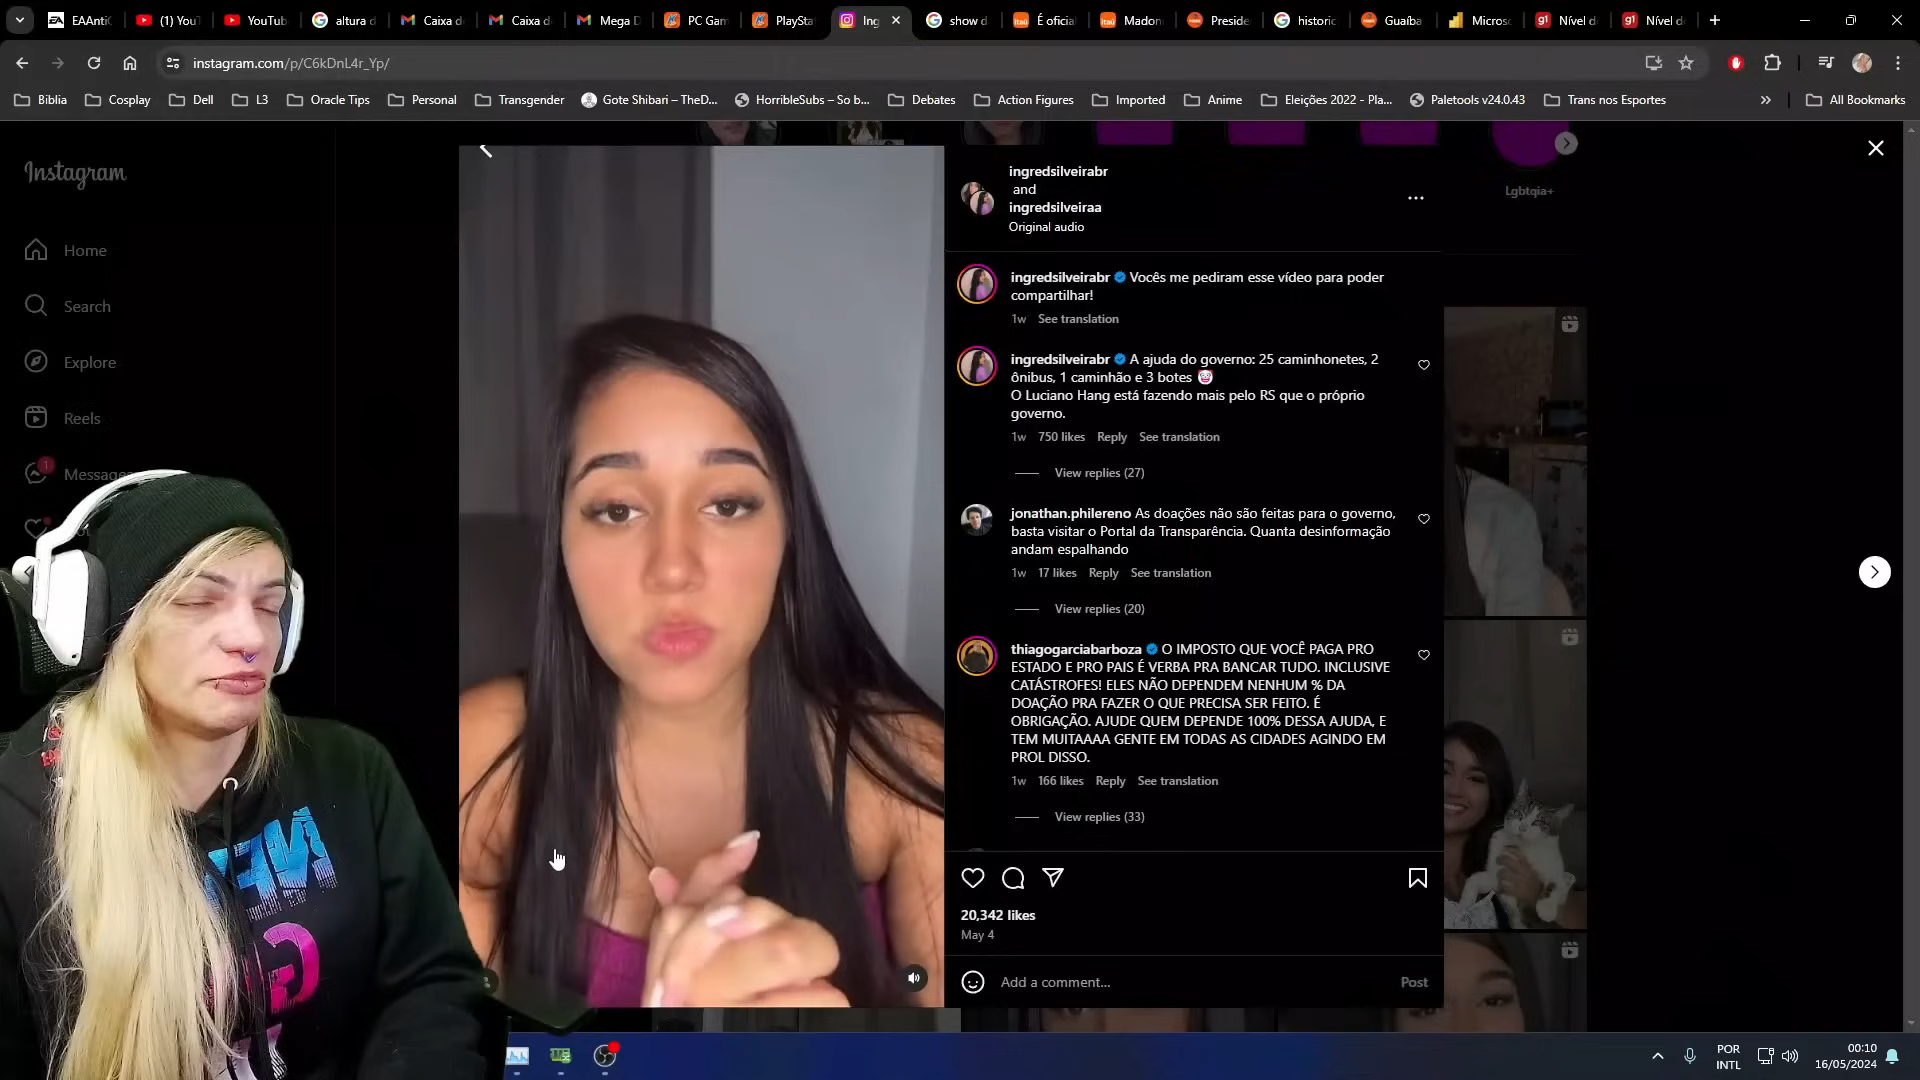 EAAnti
(1) You
YouTub
altura d
Caixa d
Caixa d
Mega D
PC Gam
PlaySta
Ing
show d
É oficia
Madon
Preside
historic
Guaíba
Micros
Nível d
Nível d
instagram.com/p/C6kDnL4r_Yp/
Biblia
Cosplay
Dell
L3
Oracle Tips
Personal
Transgender
Gote Shibari – TheD...
HorribleSubs – So b...
Debates
Action Figures
Imported
Anime
Eleições 2022 - Pla...
Paletools v24.0.43
Trans nos Esportes
All Bookmarks
Instagram
Home
Search
Explore
Reels
1
Messages
Lgbtqia+
ingredsilveirabr
and
ingredsilveiraa
Original audio
ingredsilveirabr Vocês me pediram esse vídeo para poder
compartilhar!
1w See translation
ingredsilveirabr A ajuda do governo: 25 caminhonetes, 2
ônibus, 1 caminhão e 3 botes 🤡
O Luciano Hang está fazendo mais pelo RS que o próprio
governo.
1w 750 likes Reply See translation
View replies (27)
jonathan.philereno As doações não são feitas para o governo,
basta visitar o Portal da Transparência. Quanta desinformação
andam espalhando
1w 17 likes Reply See translation
View replies (20)
thiagogarciabarboza O IMPOSTO QUE VOCÊ PAGA PRO
ESTADO E PRO PAIS É VERBA PRA BANCAR TUDO. INCLUSIVE
CATÁSTROFES! ELES NÃO DEPENDEM NENHUM % DA
DOAÇÃO PRA FAZER O QUE PRECISA SER FEITO. É
OBRIGAÇÃO. AJUDE QUEM DEPENDE 100% DESSA AJUDA, E
TEM MUITAAAA GENTE EM TODAS AS CIDADES AGINDO EM
PROL DISSO.
1w 166 likes Reply See translation
View replies (33)
20,342 likes
May 4
Add a comment...
Post
POR
INTL
00:10
16/05/2024